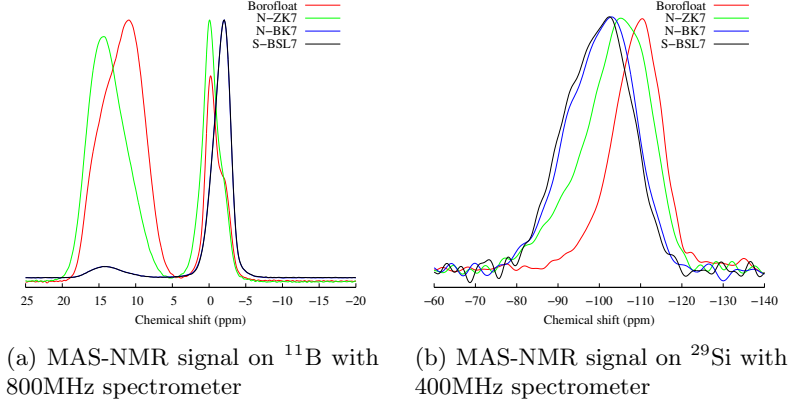 Borofloat
N−ZK7
N−BK7
S−BSL7
25 20 15 10 5 0 −5 −10 −15 −20
Chemical shift (ppm)
Borofloat
N−ZK7
N−BK7
S−BSL7
−60 −70 −80 −90 −100 −110 −120 −130 −140
Chemical shift (ppm)
(a) MAS-NMR signal on ¹¹B with
800MHz spectrometer
(b) MAS-NMR signal on ²⁹Si with
400MHz spectrometer